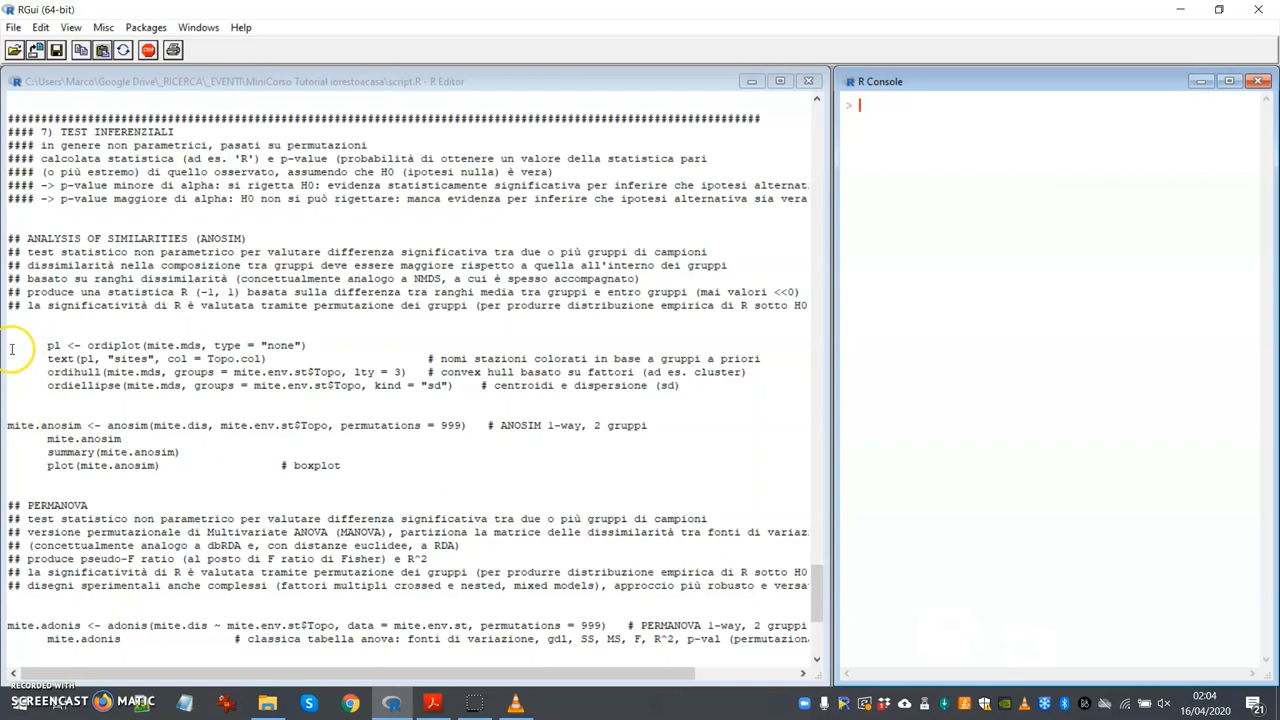 RGui (64-bit)
File Edit View Misc Packages Windows Help
STOP
C:\Users\Marco\Google Drive\_RICERCA\_EVENTI\MiniCorso Tutorial iorestoacasa\script.R - R Editor
R Console
>
####################################################################################################################
#### 7) TEST INFERENZIALI
#### in genere non parametrici, pasati su permutazioni
#### calcolata statistica (ad es. 'R') e p-value (probabilità di ottenere un valore della statistica pari
#### (o più estremo) di quello osservato, assumendo che H0 (ipotesi nulla) è vera)
#### -> p-value minore di alpha: si rigetta H0: evidenza statisticamente significativa per inferire che ipotesi alternat
#### -> p-value maggiore di alpha: H0 non si può rigettare: manca evidenza per inferire che ipotesi alternativa sia vera
## ANALYSIS OF SIMILARITIES (ANOSIM)
## test statistico non parametrico per valutare differenza significativa tra due o più gruppi di campioni
## dissimilarità nella composizione tra gruppi deve essere maggiore rispetto a quella all'interno dei gruppi
## basato su ranghi dissimilarità (concettualmente analogo a NMDS, a cui è spesso accompagnato)
## produce una statistica R (-1, 1) basata sulla differenza tra ranghi media tra gruppi e entro gruppi (mai valori <<0)
## la significatività di R è valutata tramite permutazione dei gruppi (per produrre distribuzione empirica di R sotto H0
pl <- ordiplot(mite.mds, type = "none")
text(pl, "sites", col = Topo.col) # nomi stazioni colorati in base a gruppi a priori
ordihull(mite.mds, groups = mite.env.st$Topo, lty = 3) # convex hull basato su fattori (ad es. cluster)
ordiellipse(mite.mds, groups = mite.env.st$Topo, kind = "sd") # centroidi e dispersione (sd)
mite.anosim <- anosim(mite.dis, mite.env.st$Topo, permutations = 999) # ANOSIM 1-way, 2 gruppi
mite.anosim
summary(mite.anosim)
plot(mite.anosim) # boxplot
## PERMANOVA
## test statistico non parametrico per valutare differenza significativa tra due o più gruppi di campioni
## versione permutazionale di Multivariate ANOVA (MANOVA), partiziona la matrice delle dissimilarità tra fonti di variaz
## (concettualmente analogo a dbRDA e, con distanze euclidee, a RDA)
## produce pseudo-F ratio (al posto di F ratio di Fisher) e R^2
## la significatività di R è valutata tramite permutazione dei gruppi (per produrre distribuzione empirica di R sotto H0
## disegni sperimentali anche complessi (fattori multipli crossed e nested, mixed models), approccio più robusto e versa
mite.adonis <- adonis(mite.dis ~ mite.env.st$Topo, data = mite.env.st, permutations = 999) # PERMANOVA 1-way, 2 gruppi
mite.adonis # classica tabella anova: fonti di variazione, gdl, SS, MS, F, R^2, p-val (permutazion
RECORDED WITH
SCREENCAST MATIC
02:04
16/04/2020
21